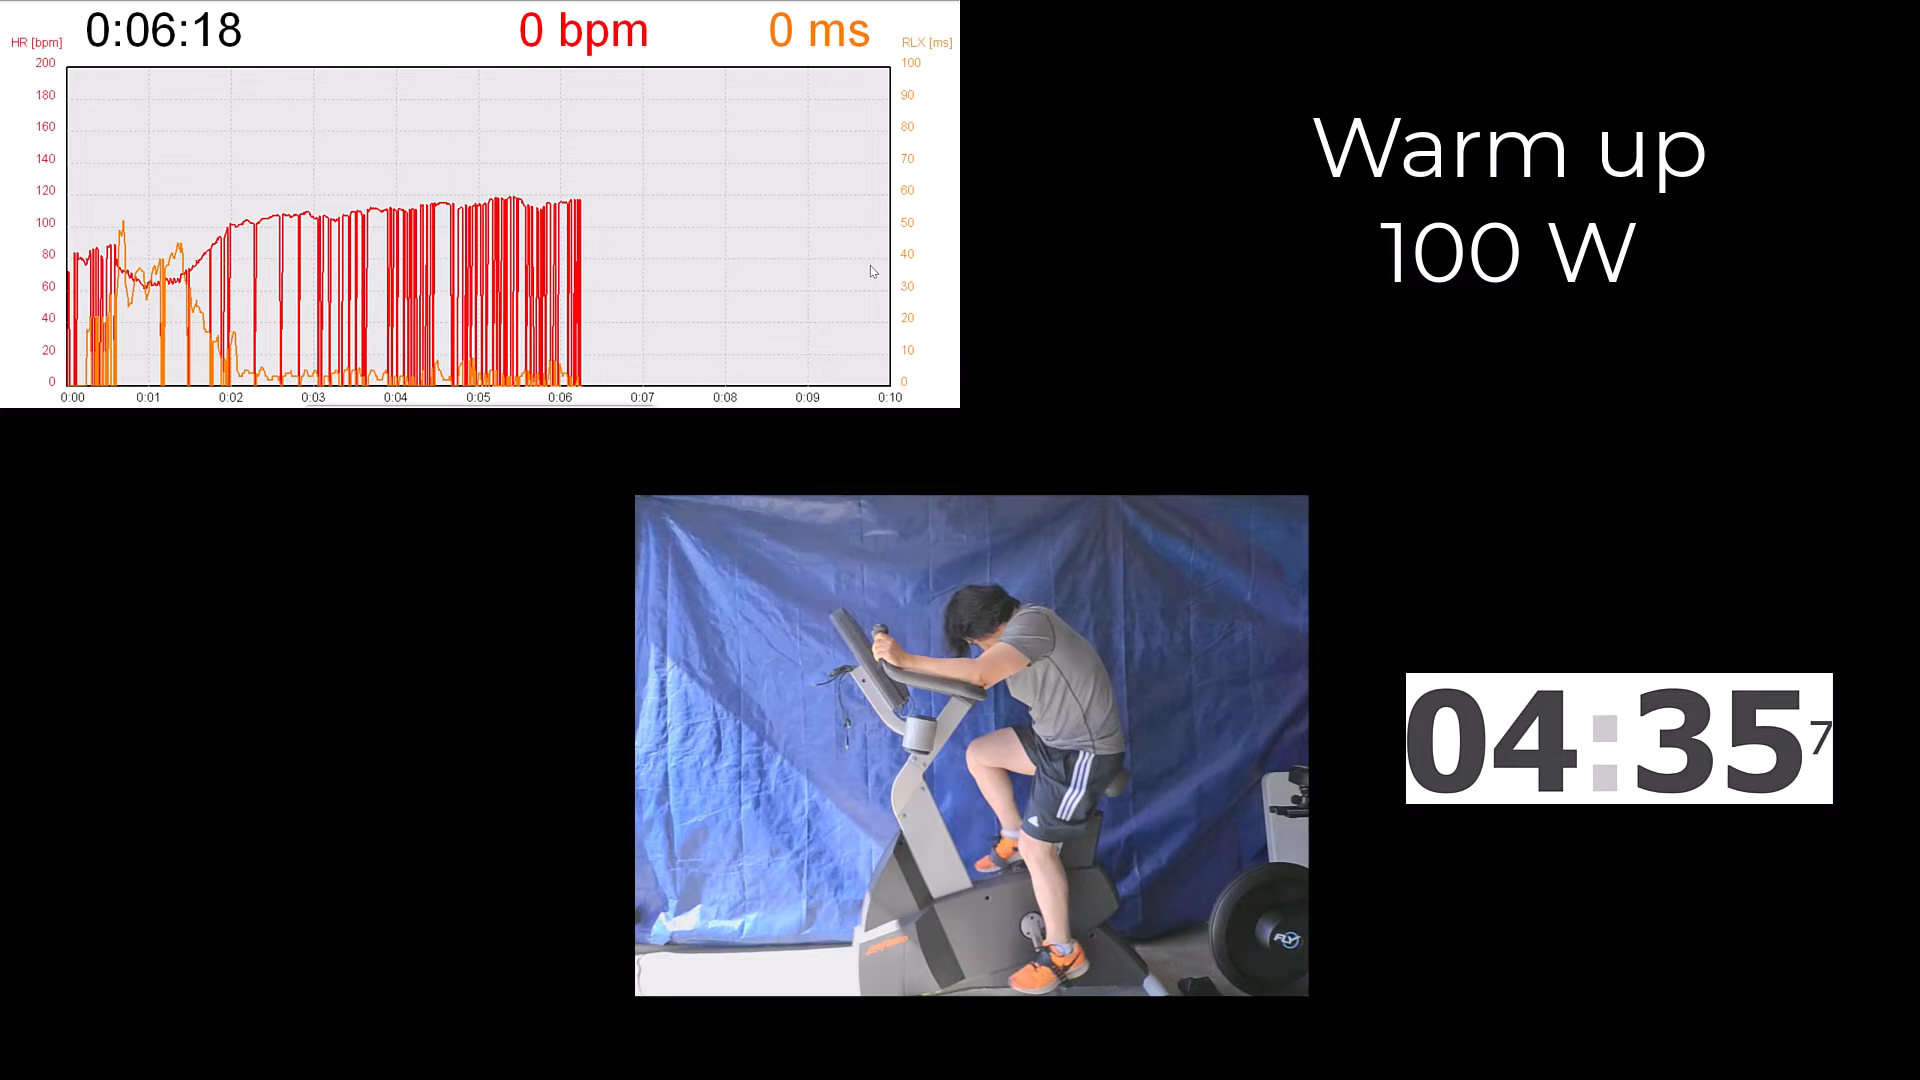 0:06:18 0 bpm 0 ms
HR [bpm] RLX [ms]
200 100
180 90
160 80
140 70
120 60
100 50
80 40
60 30
40 20
20 10
0 0
0:00 0:01 0:02 0:03 0:04 0:05 0:06 0:07 0:08 0:09 0:10
Warm up
100 W
04:35 7
FLY